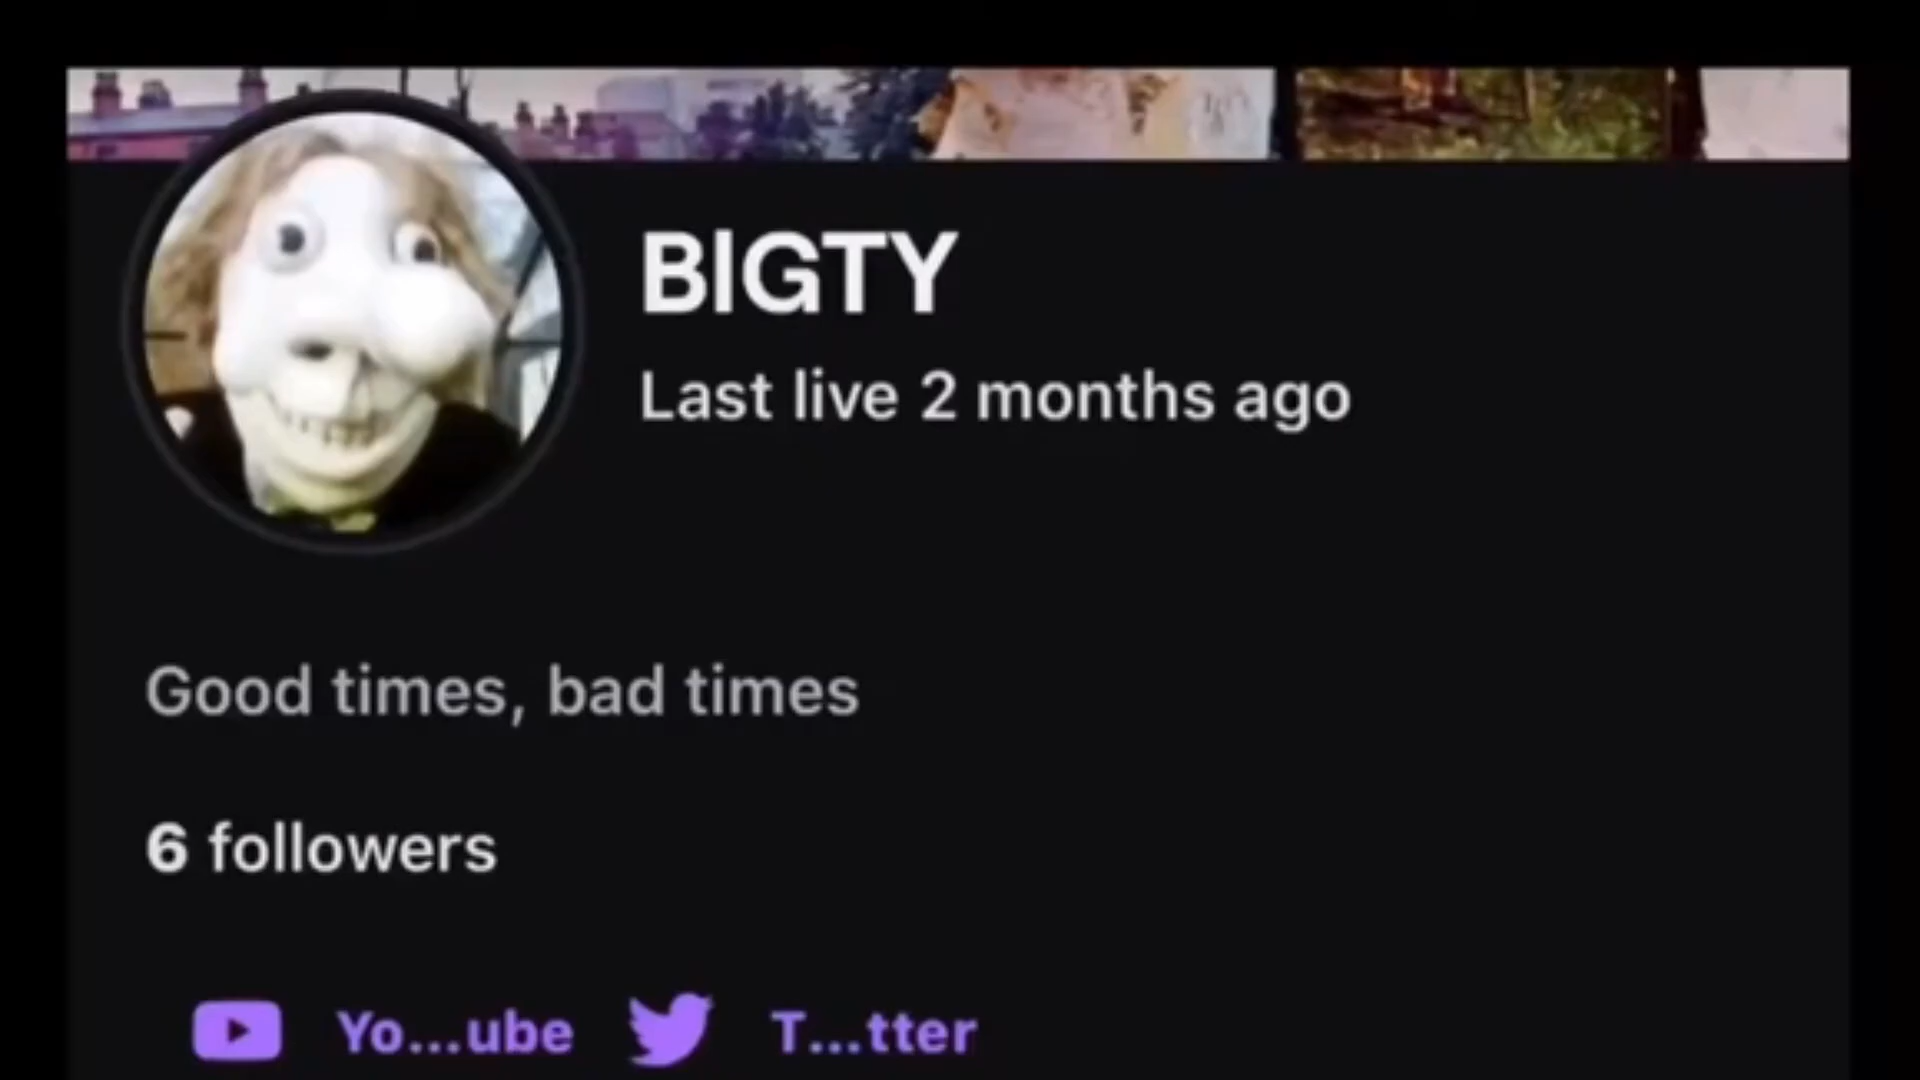 BIGTY
Last live 2 months ago
Good times, bad times
6 followers
Yo...ube T...tter